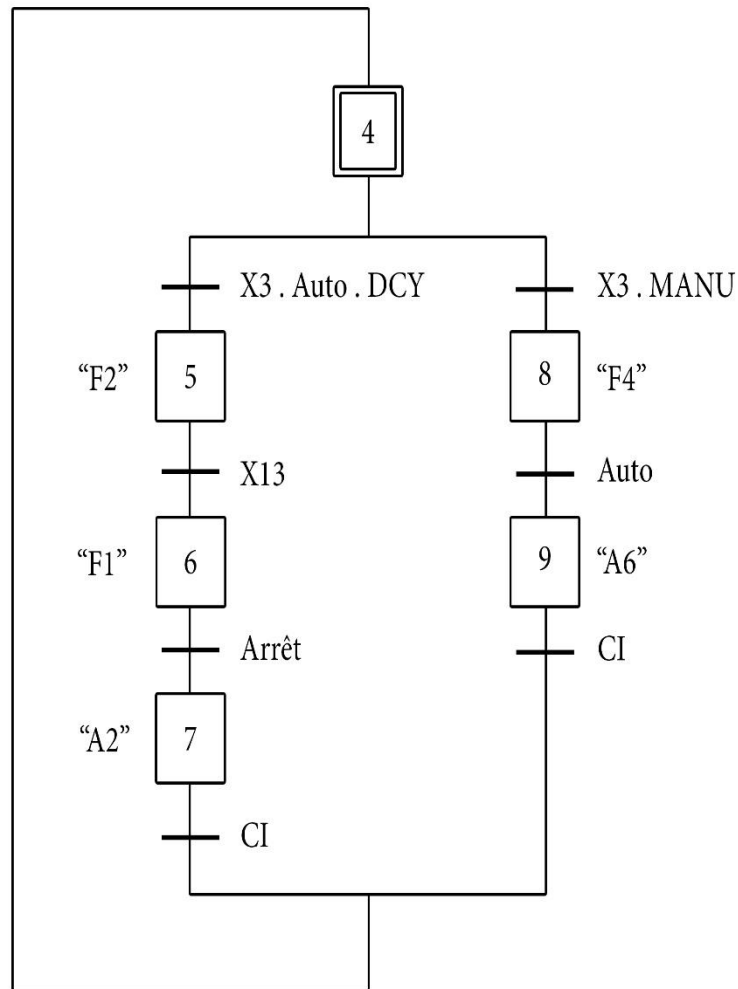 4
X3 . Auto . DCY
X3 . MANU
“F2”
5
8
“F4”
X13
Auto
“F1”
6
9
“A6”
Arrêt
CI
“A2”
7
CI